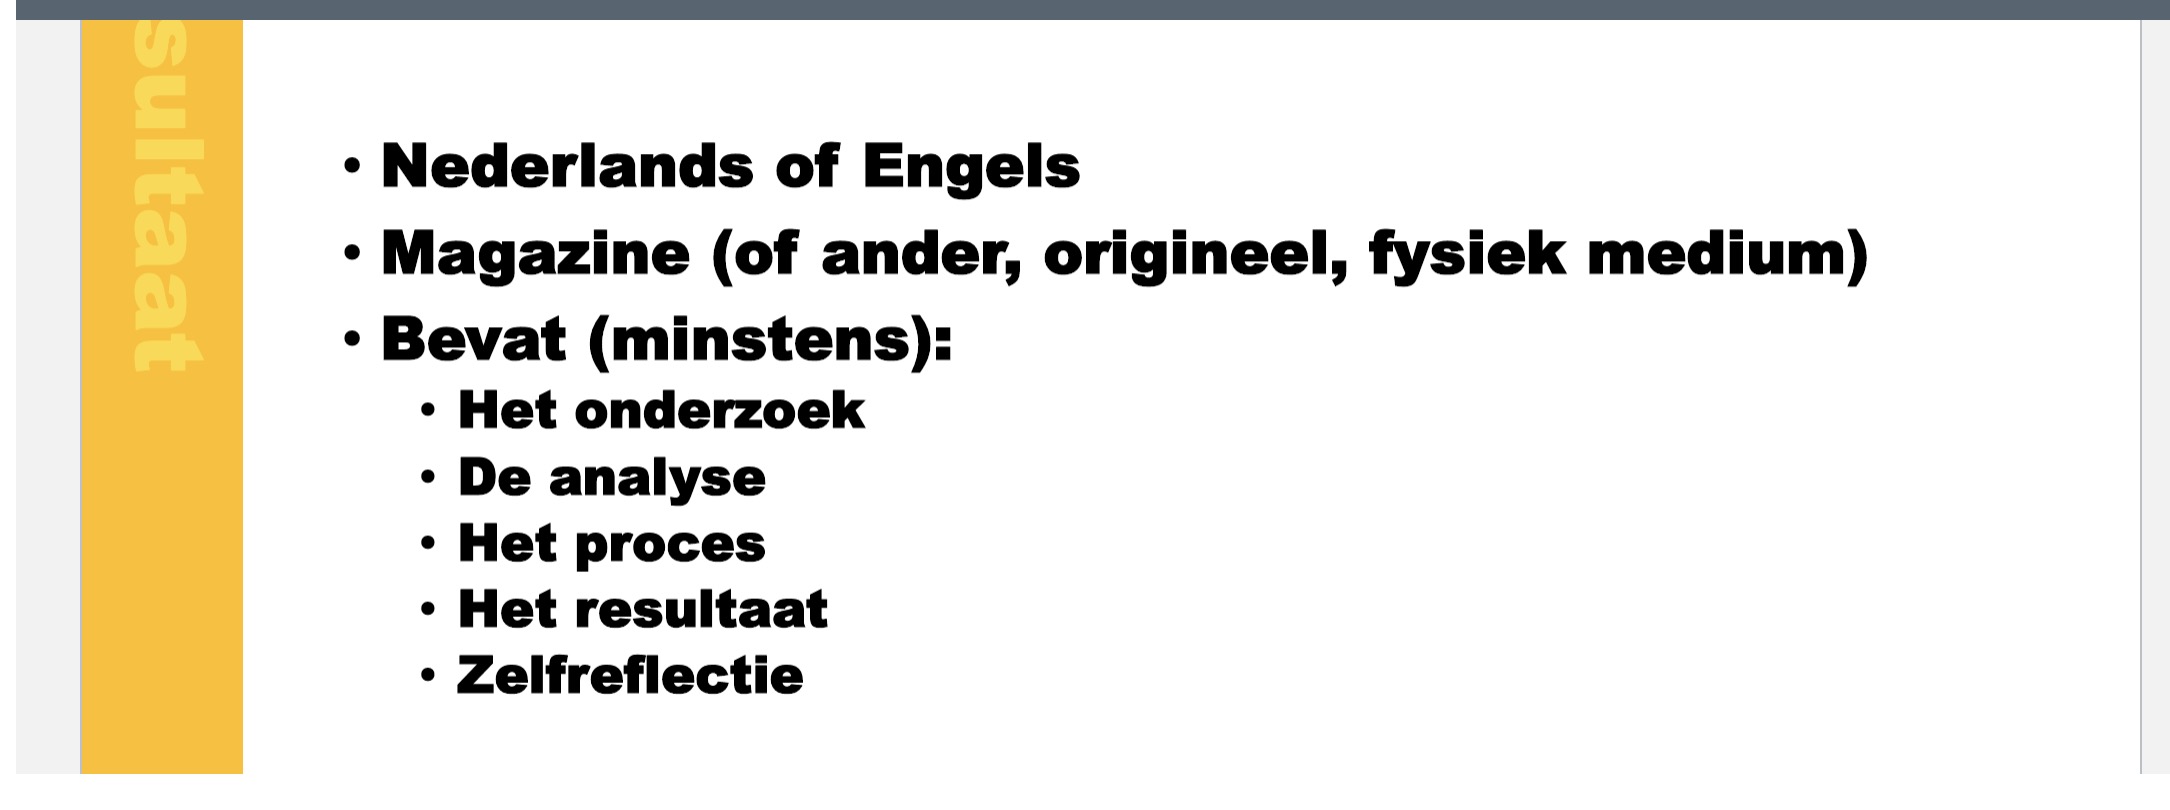 sultaat
• Nederlands of Engels
• Magazine (of ander, origineel, fysiek medium)
• Bevat (minstens):
• Het onderzoek
• De analyse
• Het proces
• Het resultaat
• Zelfreflectie